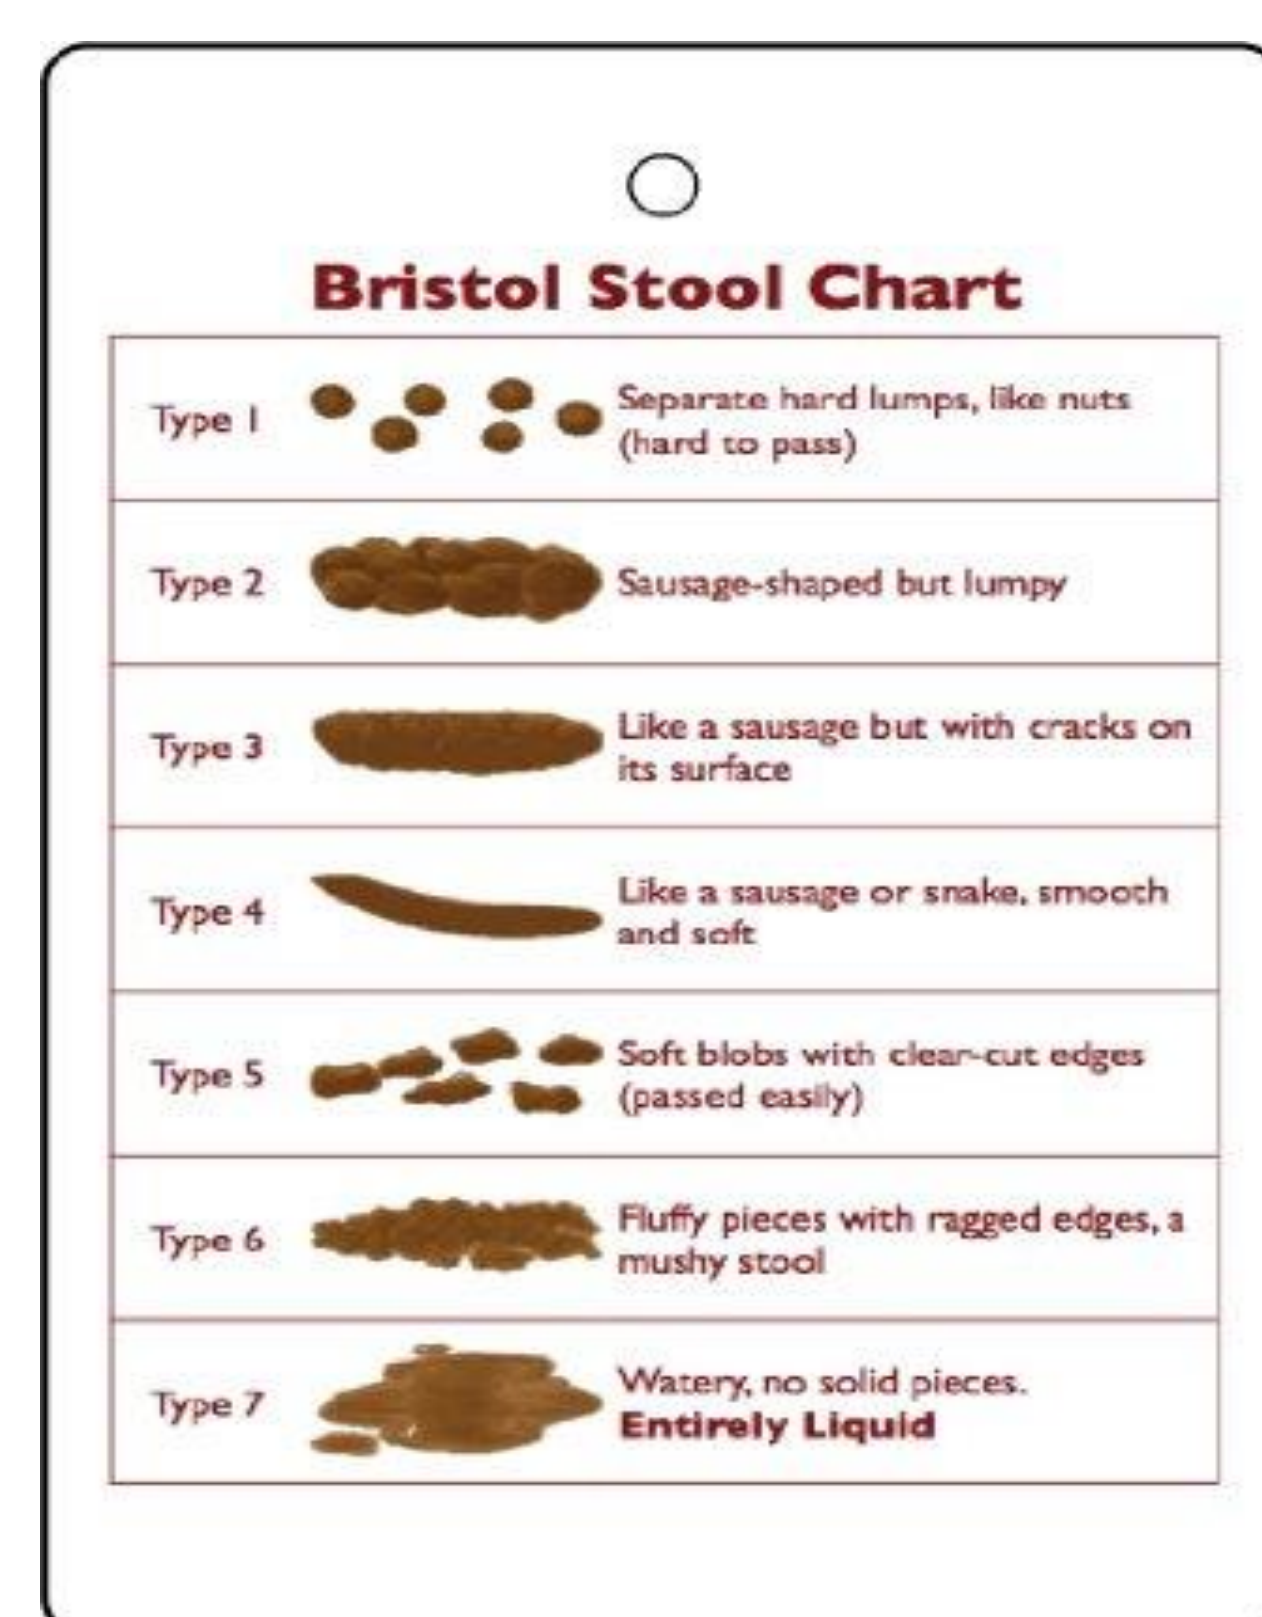 Bristol Stool Chart
Type 1
Separate hard lumps, like nuts
(hard to pass)
Type 2
Sausage-shaped but lumpy
Type 3
Like a sausage but with cracks on
its surface
Type 4
Like a sausage or snake, smooth
and soft
Type 5
Soft blobs with clear-cut edges
(passed easily)
Type 6
Fluffy pieces with ragged edges, a
mushy stool
Type 7
Watery, no solid pieces.
Entirely Liquid